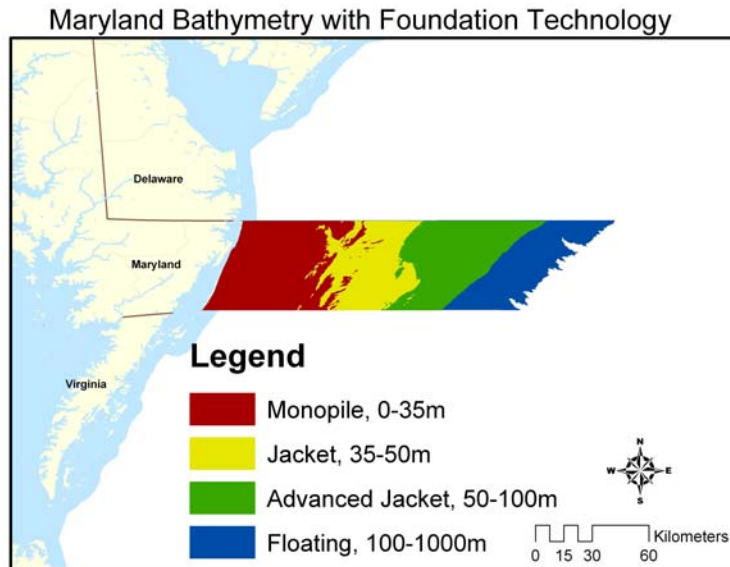 Maryland Bathymetry with Foundation Technology
Delaware
Maryland
Virginia
Legend
Monopile, 0-35m
Jacket, 35-50m
Advanced Jacket, 50-100m
Floating, 100-1000m
N
W E
S
Kilometers
0 15 30 60